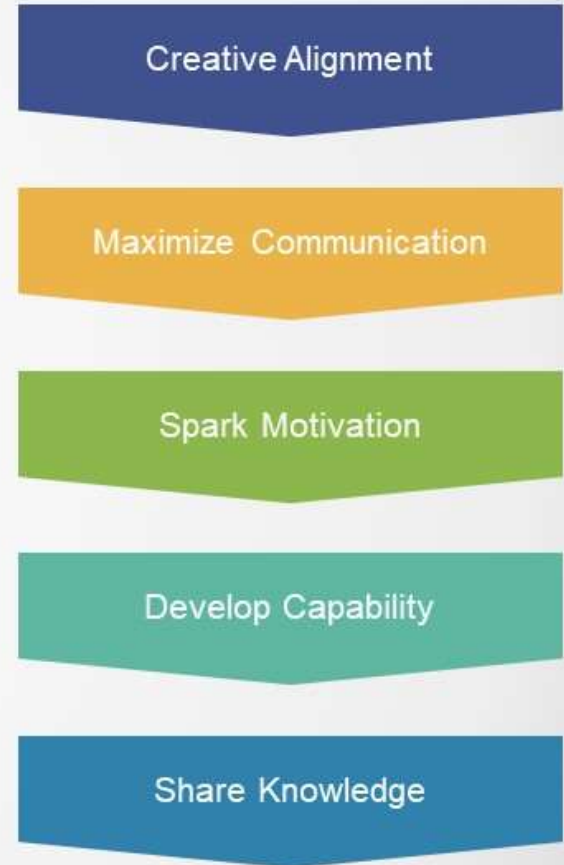 Creative Alignment
Maximize Communication
Spark Motivation
Develop Capability
Share Knowledge